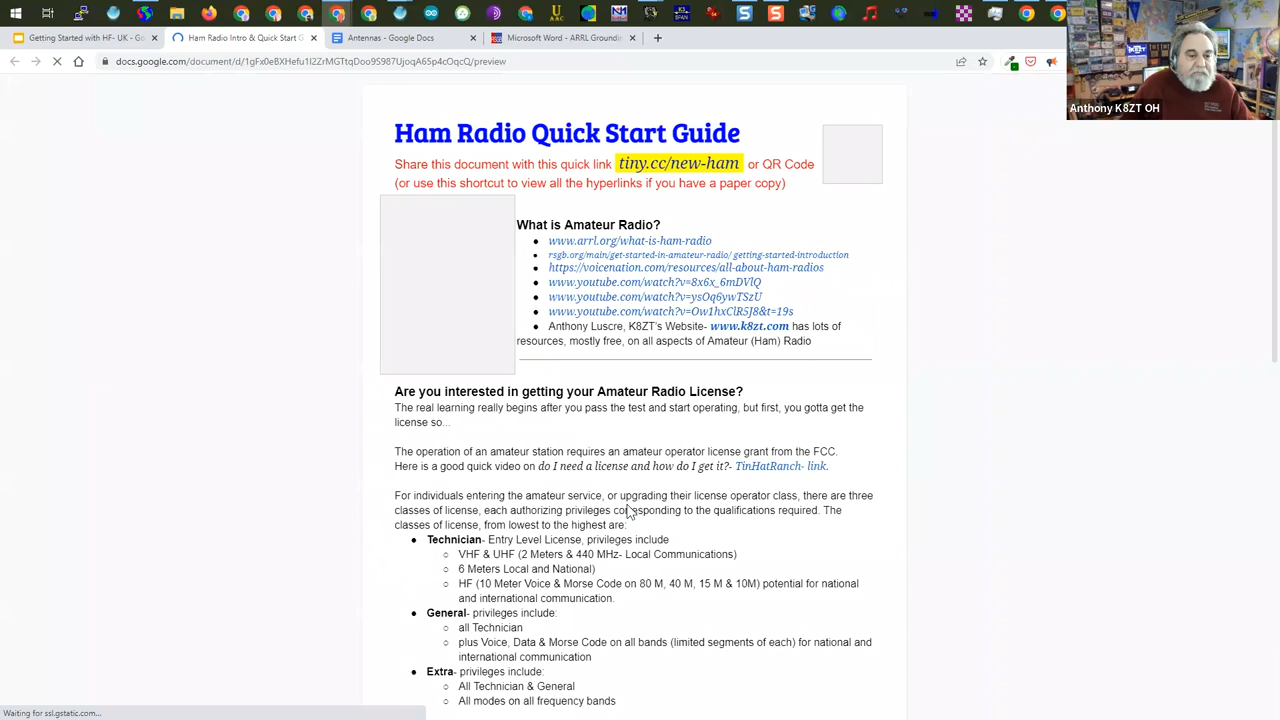 Getting Started with HF- UK - Go
Ham Radio Intro & Quick Start G
Antennas - Google Docs
Microsoft Word - ARRL Groundin
docs.google.com/document/d/1gFx0eBXHefu1l2ZrMGTtqDoo9S987UjoqA6Sp4cOqcQ/preview
Anthony K8ZT OH
Ham Radio Quick Start Guide
Share this document with this quick link tiny.cc/new-ham or QR Code
(or use this shortcut to view all the hyperlinks if you have a paper copy)
What is Amateur Radio?
● www.arrl.org/what-is-ham-radio
● rsgb.org/main/get-started-in-amateur-radio/ getting-started-introduction
● https://voicenation.com/resources/all-about-ham-radios
● www.youtube.com/watch?v=8x6x_6mDVlQ
● www.youtube.com/watch?v=ysOq6ywTSzU
● www.youtube.com/watch?v=Ow1hxClR5J8&t=19s
● Anthony Luscre, K8ZT's Website- www.k8zt.com has lots of
resources, mostly free, on all aspects of Amateur (Ham) Radio
Are you interested in getting your Amateur Radio License?
The real learning really begins after you pass the test and start operating, but first, you gotta get the
license so...
The operation of an amateur station requires an amateur operator license grant from the FCC.
Here is a good quick video on do I need a license and how do I get it?- TinHatRanch- link.
For individuals entering the amateur service, or upgrading their license operator class, there are three
classes of license, each authorizing privileges corresponding to the qualifications required. The
classes of license, from lowest to the highest are:
● Technician- Entry Level License, privileges include
○ VHF & UHF (2 Meters & 440 MHz- Local Communications)
○ 6 Meters Local and National)
○ HF (10 Meter Voice & Morse Code on 80 M, 40 M, 15 M & 10M) potential for national
and international communication.
● General- privileges include:
○ all Technician
○ plus Voice, Data & Morse Code on all bands (limited segments of each) for national and
international communication
● Extra- privileges include:
○ All Technician & General
○ All modes on all frequency bands
Waiting for ssl.gstatic.com...